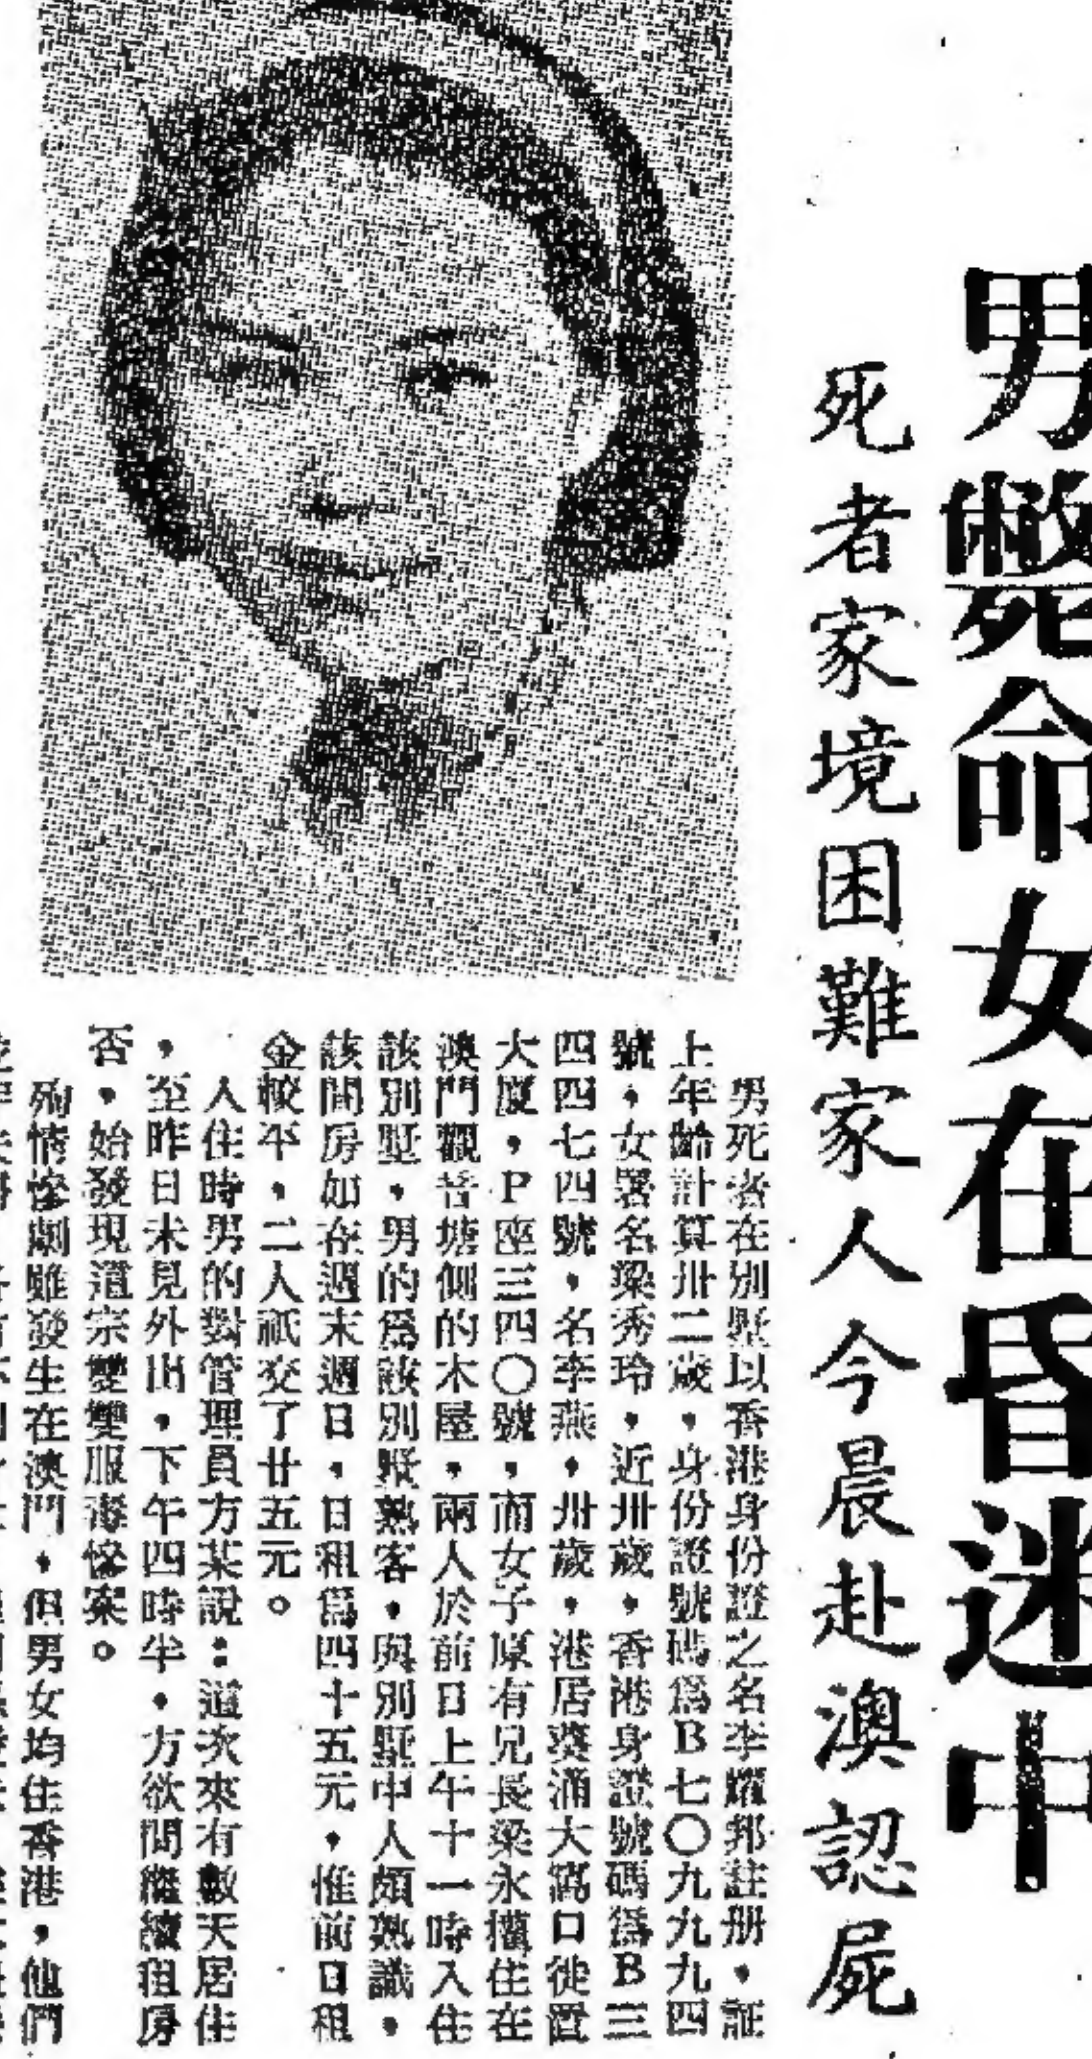 男斃命女在昏迷中
死者家境困難家人今晨赴澳認屍
男死者在別墅以香港身份證之名李耀邦註册，証
上年齡計算卅二歲，身份證號碼爲B七〇九九九四
號，女署名梁秀玲，近卅歲，香港身證號碼爲B三
四四七四號，名李燕，卅歲，港居葵涌大窩口徙置
大廈，P座三四〇號，而女子原有兄長梁永權住在
澳門觀音塘側的木屋，兩人於前日上午十一時入住
該別墅，男的爲該別墅熟客，與別墅中人頗熟識，
該間房如在週末週日，日租爲四十五元，惟前日租
金較平，二人祇交了廿五元。
入住時男的對管理員方某說：這次來有數天居住
，至昨日未見外出，下午四時半，方欲問繼續租房
否，始發現這宗雙雙服毒慘案。
殉情慘劇雖發生在澳門，但男女均住香港，他們